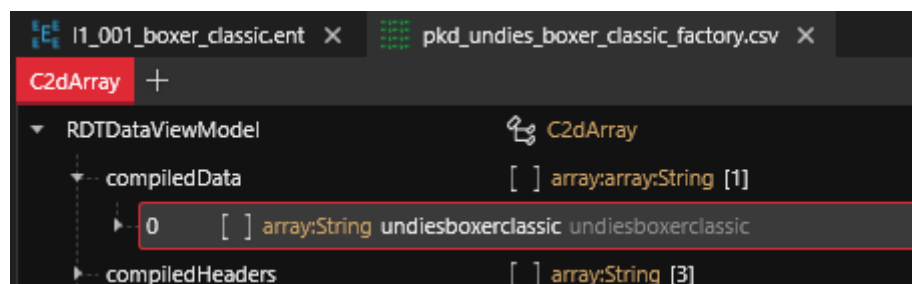 l1_001_boxer_classic.ent × pkd_undies_boxer_classic_factory.csv ×
C2dArray +
RDTDataViewModel C2dArray
compiledData [ ] array:array:String [1]
0 [ ] array:String undiesboxerclassic undiesboxerclassic
compiledHeaders [ ] array:String [3]